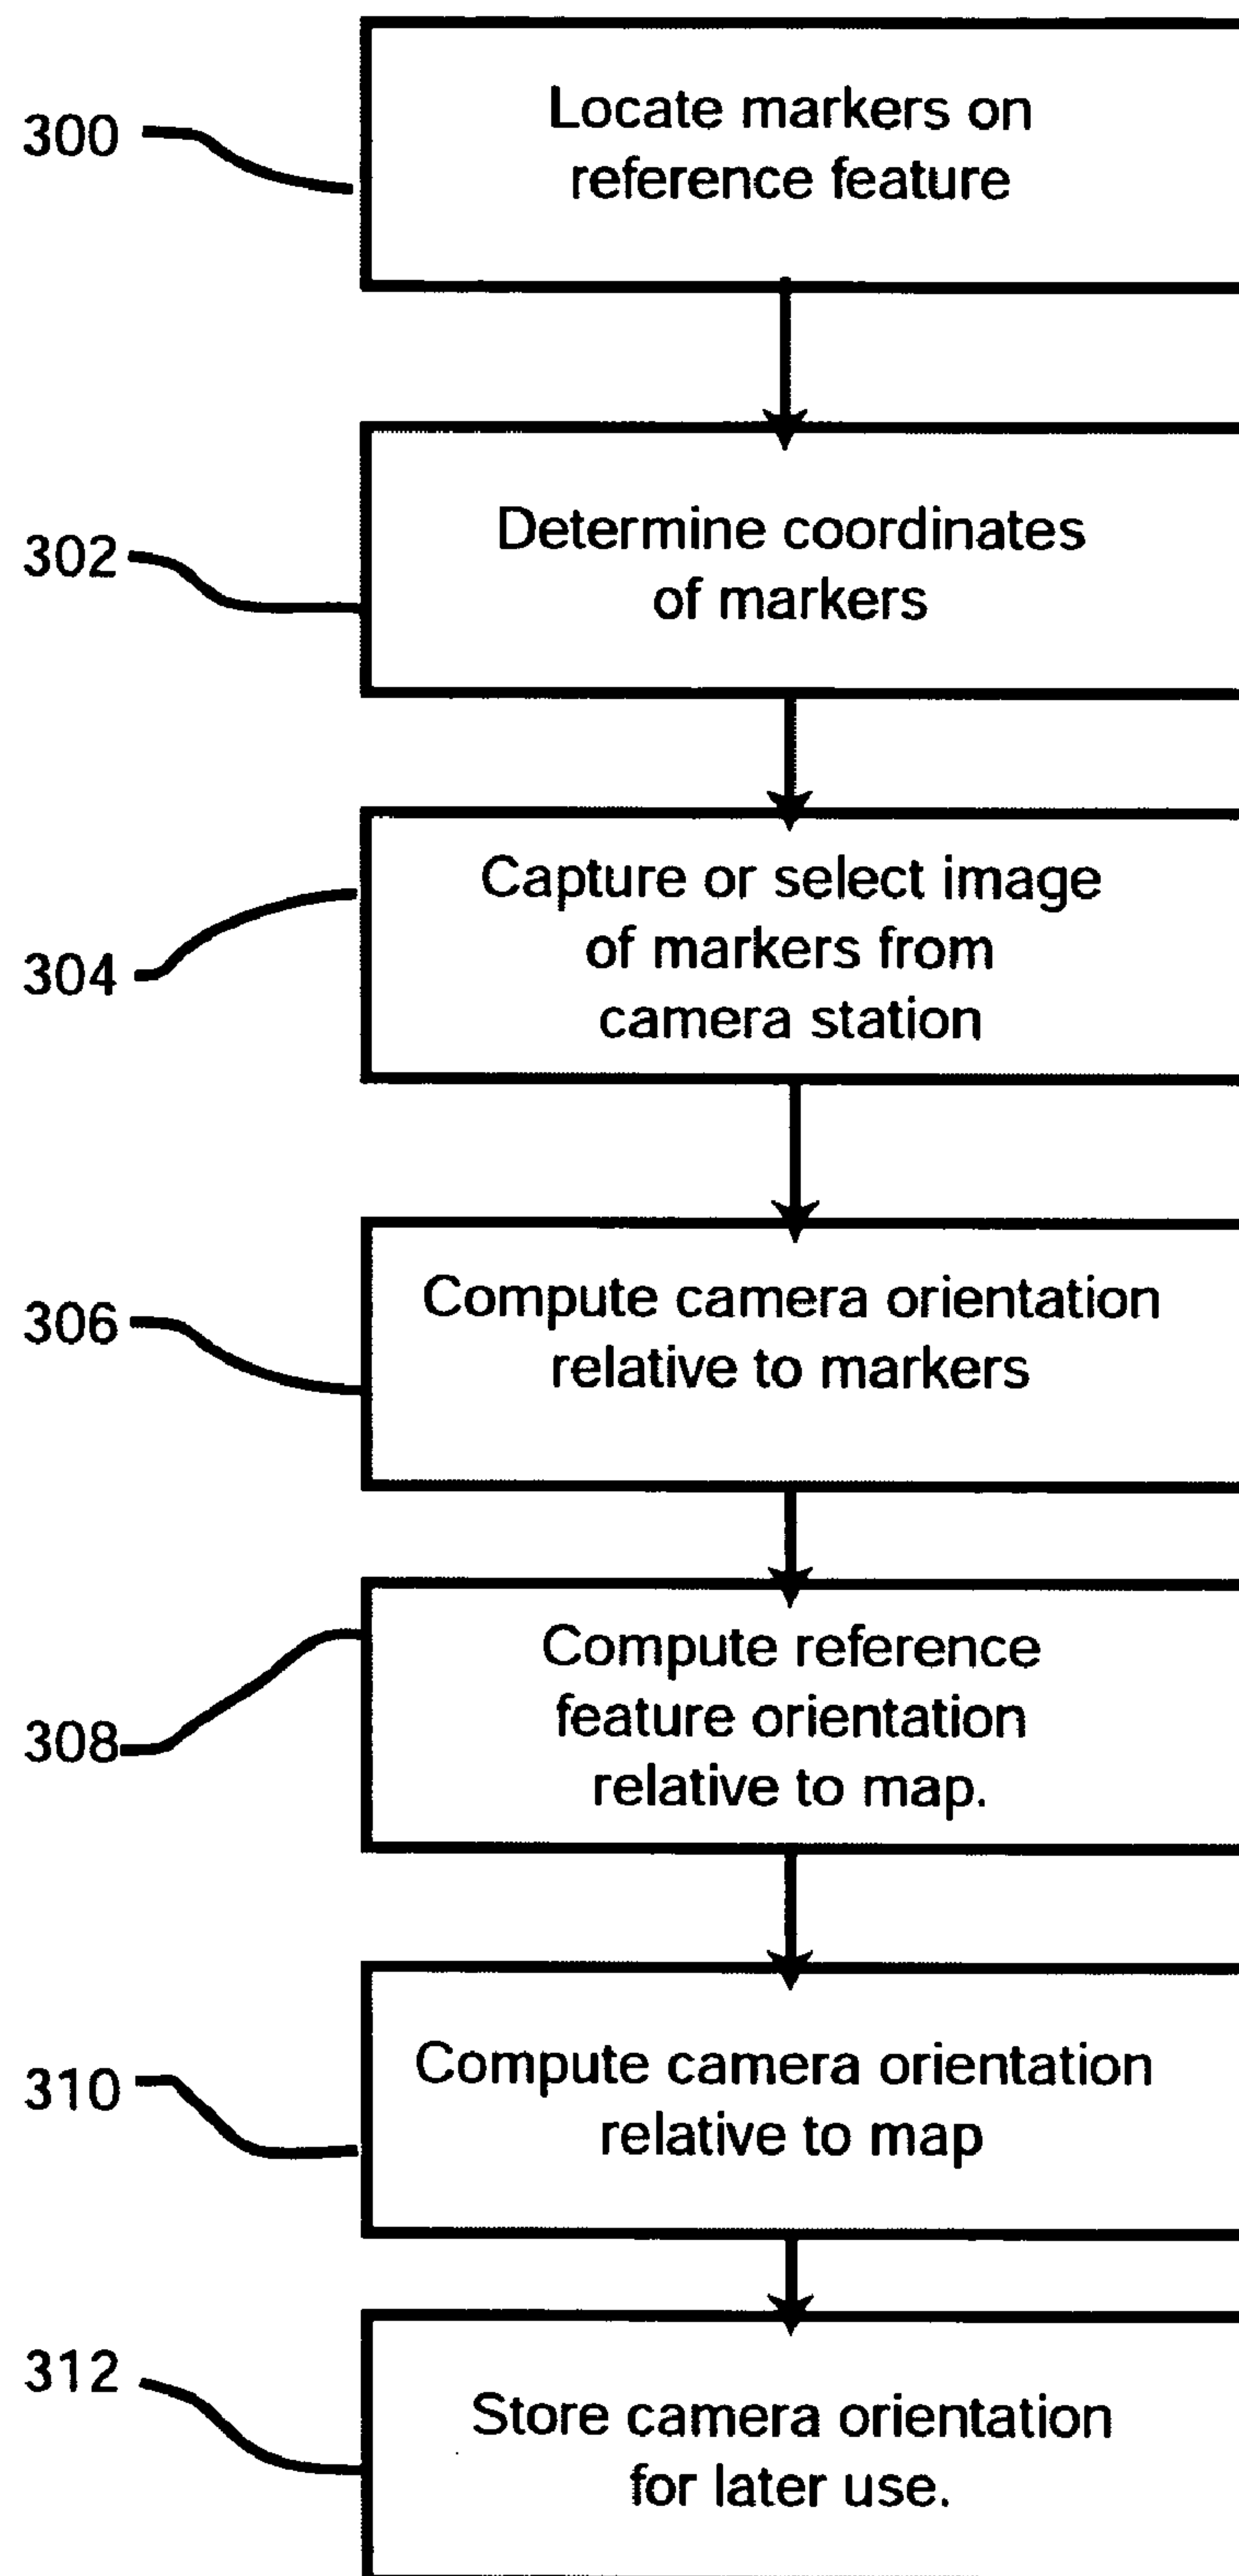 300
Locate markers on
reference feature
302
Determine coordinates
of markers
304
Capture or select image
of markers from
camera station
306
Compute camera orientation
relative to markers
308
Compute reference
feature orientation
relative to map.
310
Compute camera orientation
relative to map
312
Store camera orientation
for later use.